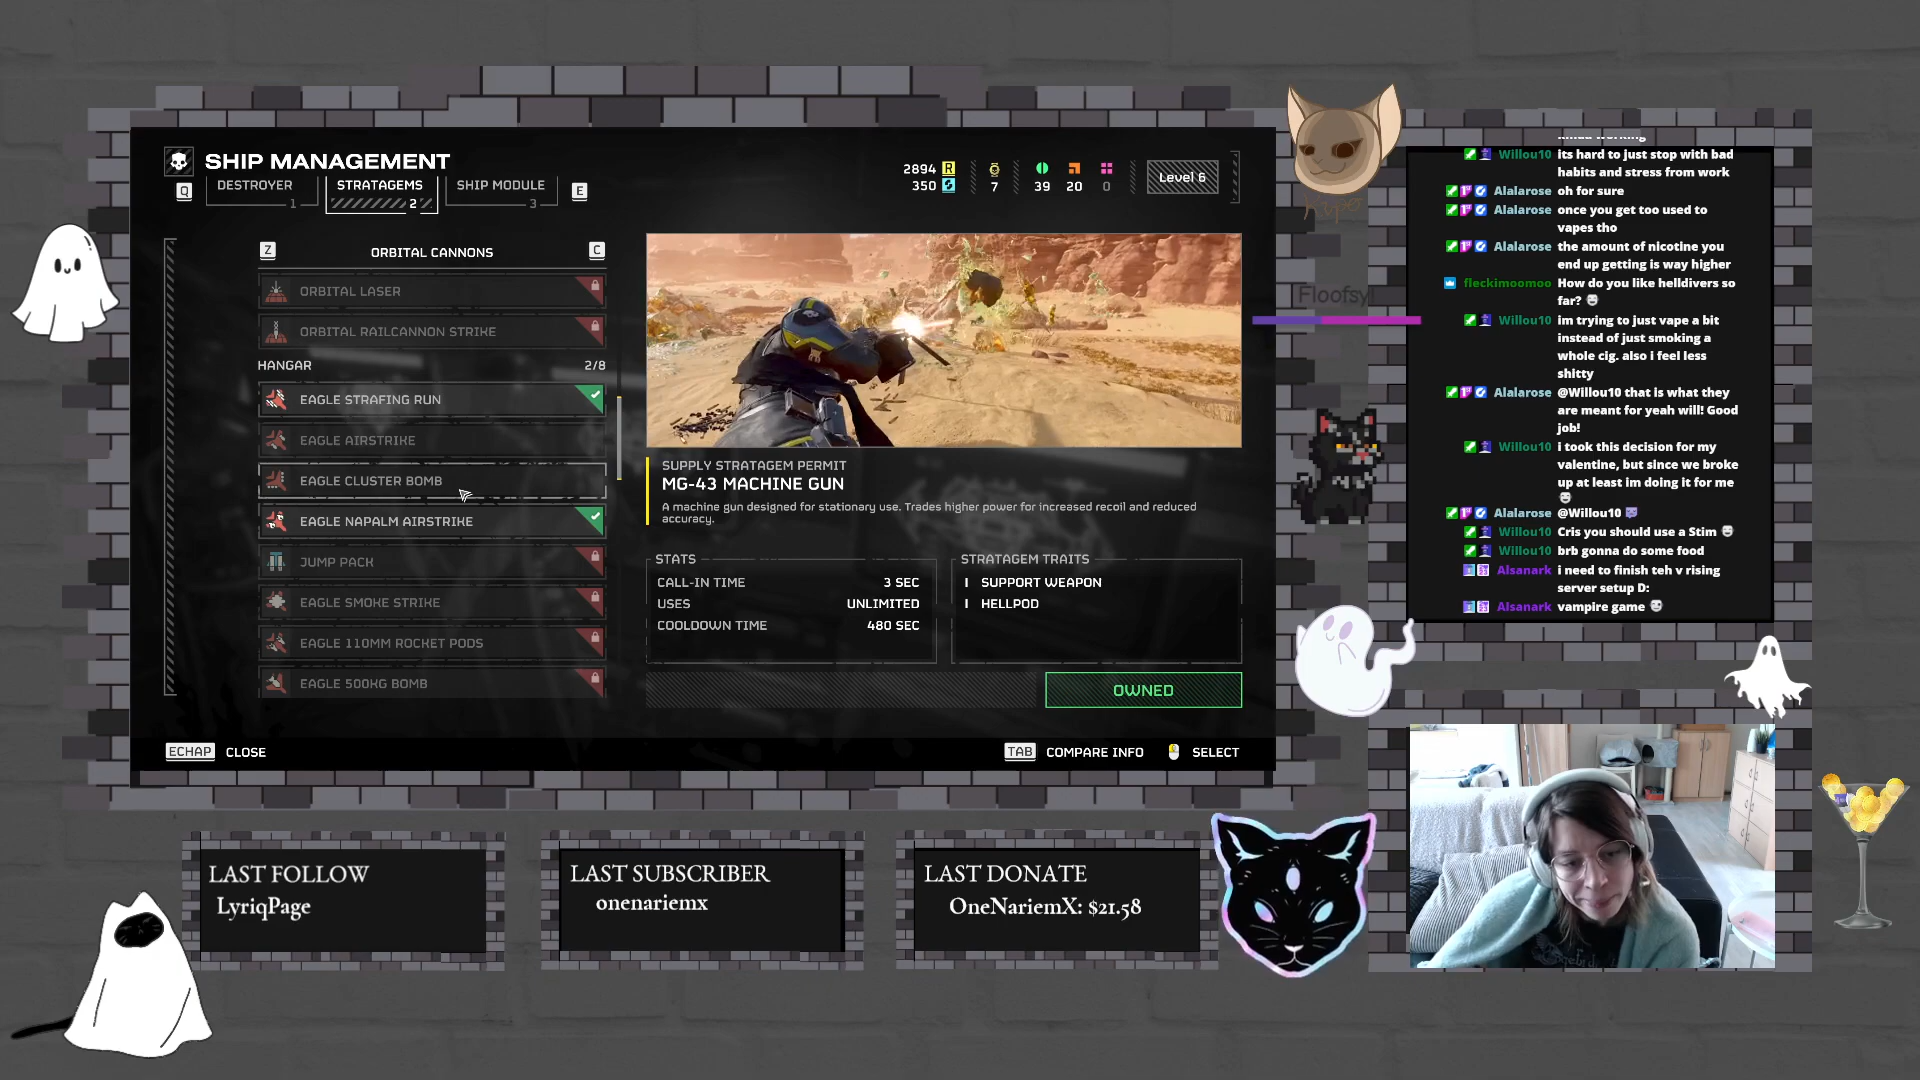 SHIP MANAGEMENT
Q
DESTROYER
1
STRATAGEMS
2
SHIP MODULE
3
E
2894 R
350
7
39
20
0
Level 6
Z
ORBITAL CANNONS
C
ORBITAL LASER
ORBITAL RAILCANNON STRIKE
HANGAR 2/8
EAGLE STRAFING RUN
EAGLE AIRSTRIKE
EAGLE CLUSTER BOMB
EAGLE NAPALM AIRSTRIKE
JUMP PACK
EAGLE SMOKE STRIKE
EAGLE 110MM ROCKET PODS
EAGLE 500KG BOMB
SUPPLY STRATAGEM PERMIT
MG-43 MACHINE GUN
A machine gun designed for stationary use. Trades higher power for increased recoil and reduced
accuracy.
STATS
CALL-IN TIME 3 SEC
USES UNLIMITED
COOLDOWN TIME 480 SEC
STRATAGEM TRAITS
I SUPPORT WEAPON
I HELLPOD
OWNED
ECHAP CLOSE
TAB COMPARE INFO
SELECT
Kipo
Floofsy
Willou10 its hard to just stop with bad
habits and stress from work
Alalarose oh for sure
Alalarose once you get too used to
vapes tho
Alalarose the amount of nicotine you
end up getting is way higher
fleckimoomoo How do you like helldivers so
far?
Willou10 im trying to just vape a bit
instead of just smoking a
whole cig. also i feel less
shitty
Alalarose @Willou10 that is what they
are meant for yeah will! Good
job!
Willou10 i took this decision for my
valentine, but since we broke
up at least im doing it for me
Alalarose @Willou10
Willou10 Cris you should use a Stim
Willou10 brb gonna do some food
Alsanark i need to finish teh v rising
server setup D:
Alsanark vampire game
LAST FOLLOW
LyriqPage
LAST SUBSCRIBER
onenariemx
LAST DONATE
OneNariemX: $21.58